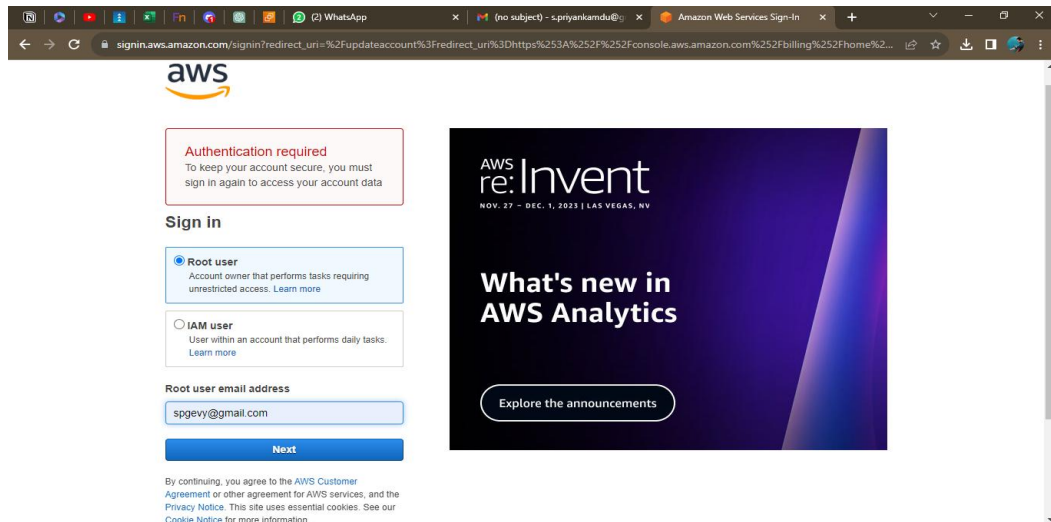 (2) WhatsApp
(no subject) - s.priyankamdu@g
Amazon Web Services Sign-In
signin.aws.amazon.com/signin?redirect_uri=%2Fupdateaccount%3Fredirect_uri%3Dhttps%253A%252F%252Fconsole.aws.amazon.com%252Fbilling%252Fhome%2...
aws
Authentication required
To keep your account secure, you must
sign in again to access your account data
Sign in
Root user
Account owner that performs tasks requiring
unrestricted access. Learn more
IAM user
User within an account that performs daily tasks.
Learn more
Root user email address
spgevy@gmail.com
Next
By continuing, you agree to the AWS Customer
Agreement or other agreement for AWS services, and the
Privacy Notice. This site uses essential cookies. See our
Cookie Notice for more information.
AWS
re:Invent
NOV. 27 – DEC. 1, 2023 | LAS VEGAS, NV
What's new in
AWS Analytics
Explore the announcements